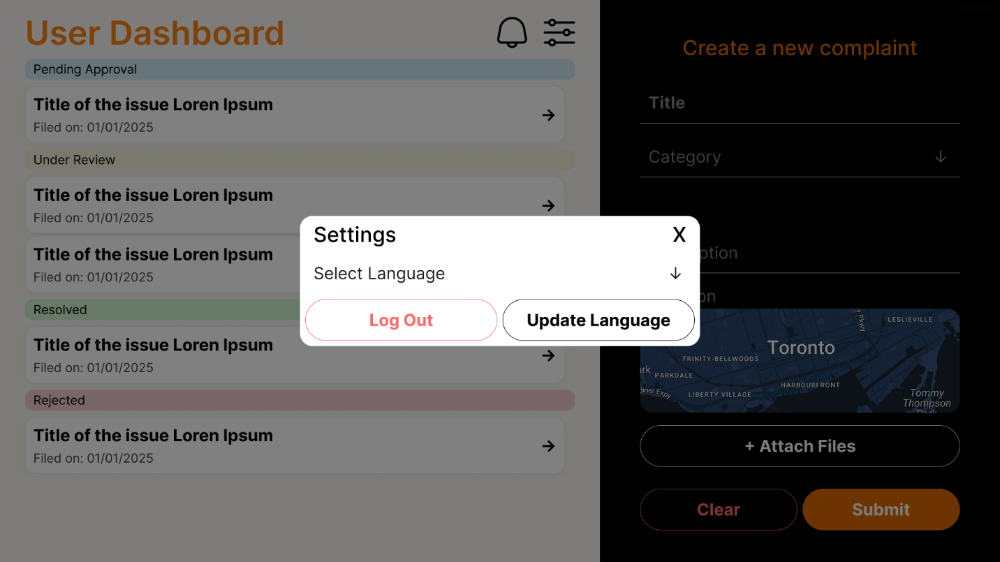 User Dashboard
Pending Approval
Title of the issue Loren Ipsum
Filed on: 01/01/2025
Under Review
Title of the issue Loren Ipsum
Filed on: 01/01/2025
Title of the issue Loren Ipsum
Filed on: 01/01/2025
Resolved
Title of the issue Loren Ipsum
Filed on: 01/01/2025
Rejected
Title of the issue Loren Ipsum
Filed on: 01/01/2025
Settings X
Select Language
Log Out Update Language
Create a new complaint
Title
Category
ption
on
Pkwy
LESLIEVILLE
Toronto
TRINITY-BELLWOODS
rk
PARKDALE
HARBOURFRONT
diner Expy
LIBERTY VILLAGE
Tommy
Thompson
+ Attach Files
Clear Submit